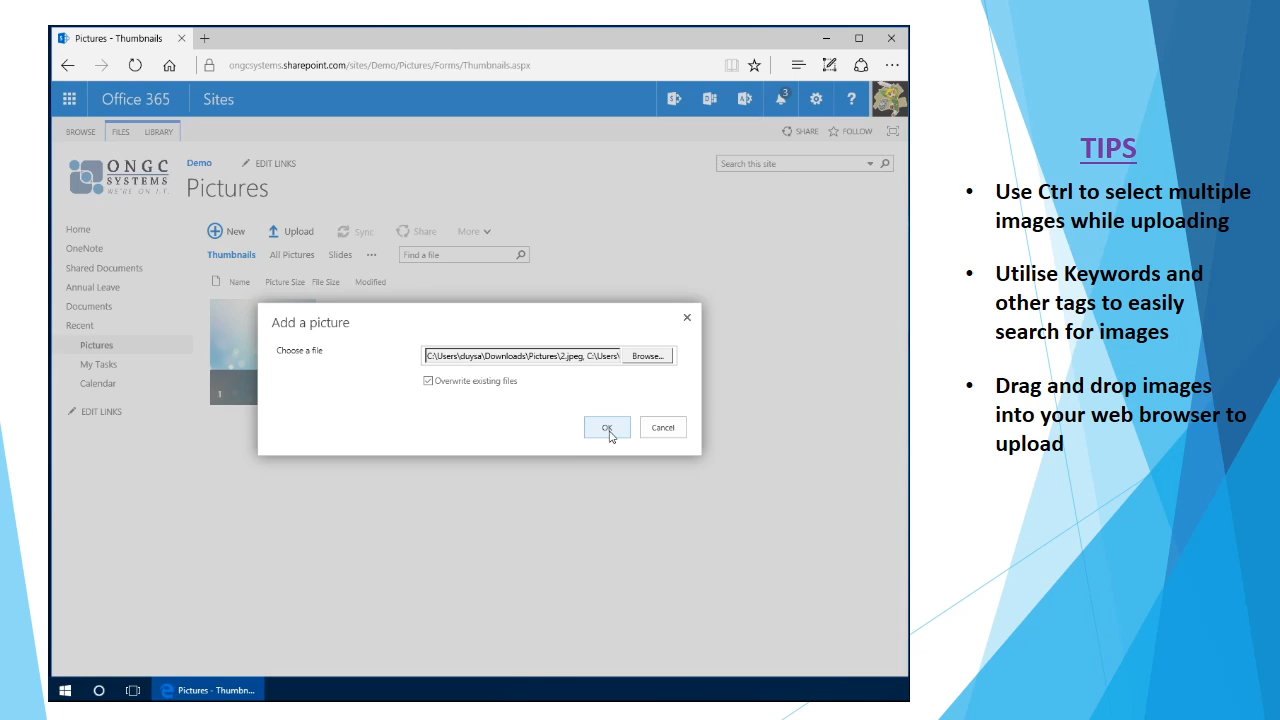 Pictures - Thumbnails
ongcsystems.sharepoint.com/sites/Demo/Pictures/Forms/Thumbnails.aspx
Office 365 Sites
3
?
BROWSE FILES LIBRARY
SHARE FOLLOW
ONGC
SYSTEMS
WE'RE ON I.T.
Demo EDIT LINKS
Search this site
Pictures
Home
OneNote
Shared Documents
Annual Leave
Documents
Recent
Pictures
My Tasks
Calendar
EDIT LINKS
New Upload Sync Share More
Thumbnails All Pictures Slides ...
Find a file
Name Picture Size File Size Modified
1
Add a picture
Choose a file
C:\Users\duysa\Downloads\Pictures\2.jpeg, C:\Users\
Browse...
Overwrite existing files
OK Cancel
Pictures - Thumbn...
TIPS
• Use Ctrl to select multiple
images while uploading
• Utilise Keywords and
other tags to easily
search for images
• Drag and drop images
into your web browser to
upload